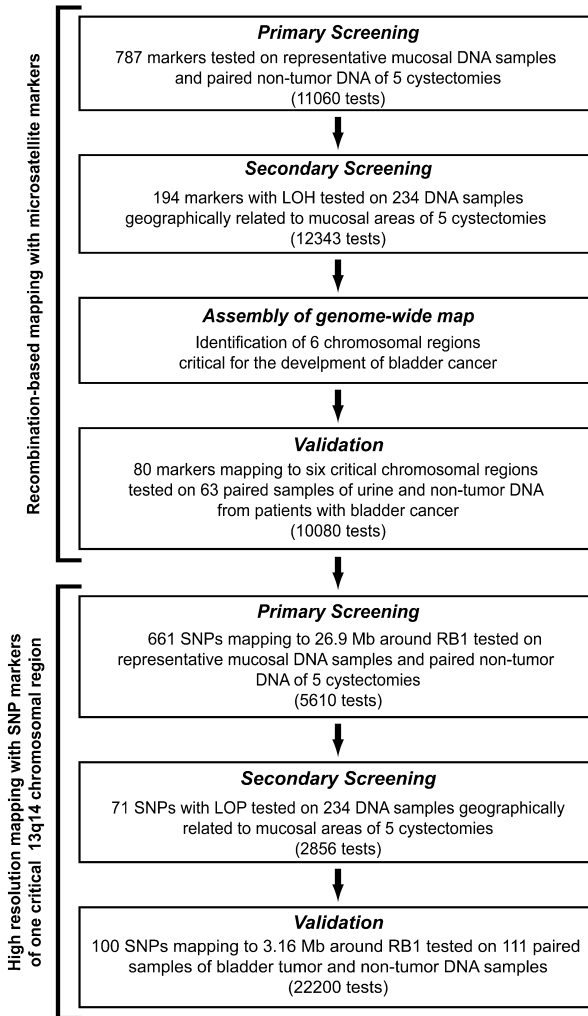 Recombination-based mapping with microsatellite markers
Primary Screening
787 markers tested on representative mucosal DNA samples
and paired non-tumor DNA of 5 cystectomies
(11060 tests)
Secondary Screening
194 markers with LOH tested on 234 DNA samples
geographically related to mucosal areas of 5 cystectomies
(12343 tests)
Assembly of genome-wide map
Identification of 6 chromosomal regions
critical for the develpment of bladder cancer
Validation
80 markers mapping to six critical chromosomal regions
tested on 63 paired samples of urine and non-tumor DNA
from patients with bladder cancer
(10080 tests)
High resolution mapping with SNP markers
of one critical 13q14 chromosomal region
Primary Screening
661 SNPs mapping to 26.9 Mb around RB1 tested on
representative mucosal DNA samples and paired non-tumor
DNA of 5 cystectomies
(5610 tests)
Secondary Screening
71 SNPs with LOP tested on 234 DNA samples geographically
related to mucosal areas of 5 cystectomies
(2856 tests)
Validation
100 SNPs mapping to 3.16 Mb around RB1 tested on 111 paired
samples of bladder tumor and non-tumor DNA samples
(22200 tests)